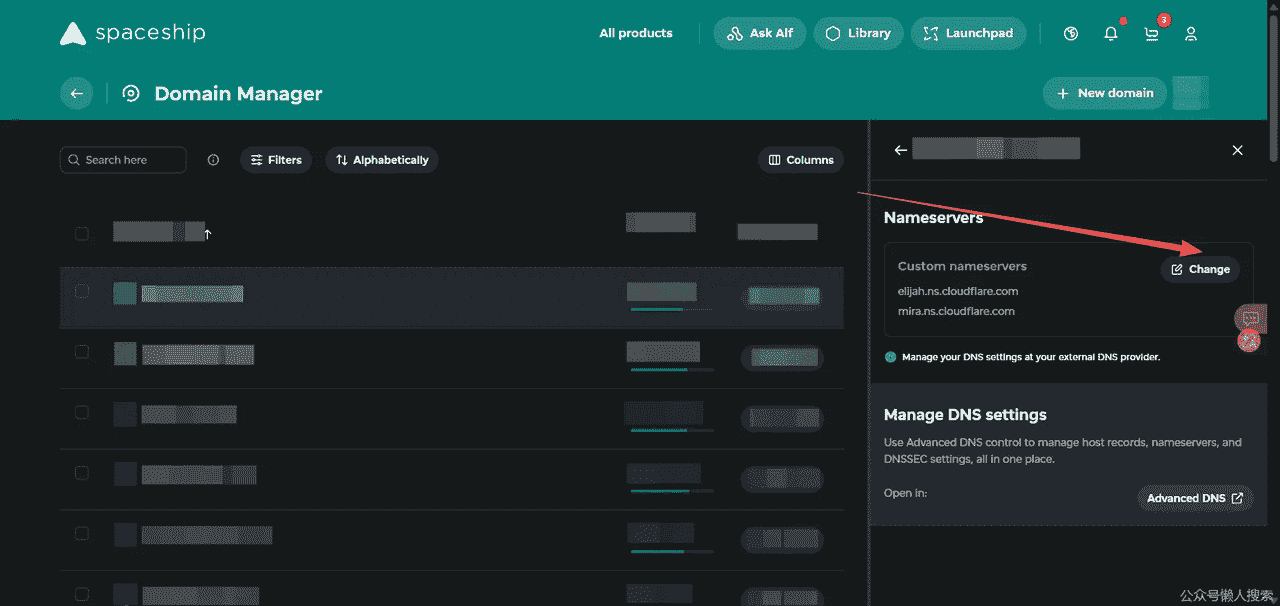 spaceship
All products
Ask Alf
Library
Launchpad
3
Domain Manager
New domain
Search here
Filters
Alphabetically
Columns
Nameservers
Custom nameservers
Change
elijah.ns.cloudflare.com
mira.ns.cloudflare.com
Manage your DNS settings at your external DNS provider.
Manage DNS settings
Use Advanced DNS control to manage host records, nameservers, and
DNSSEC settings, all in one place.
Open in:
Advanced DNS
公众号懒人搜索